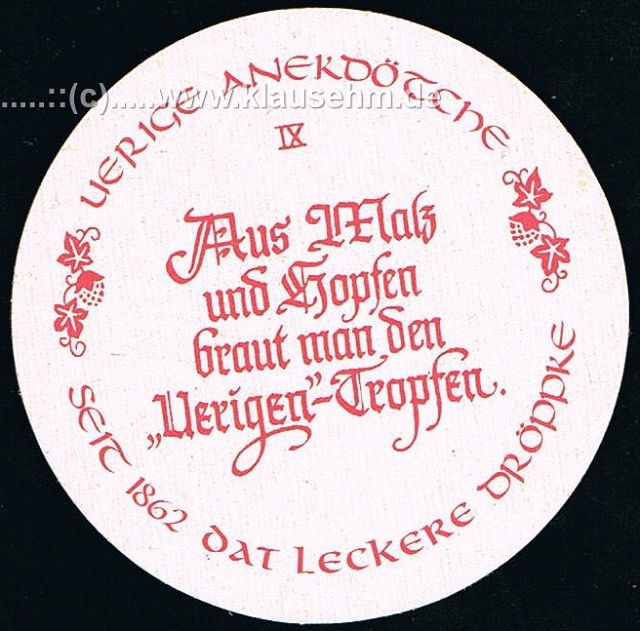 UERIGE ANEKDÖTCHE
.....::(c).....www.klausehm.de
IX
Aus Malz
und Hopfen
braut man den
„Uerigen”-Tropfen.
SEIT 1862 DAT LECKERE DRÖPPKE